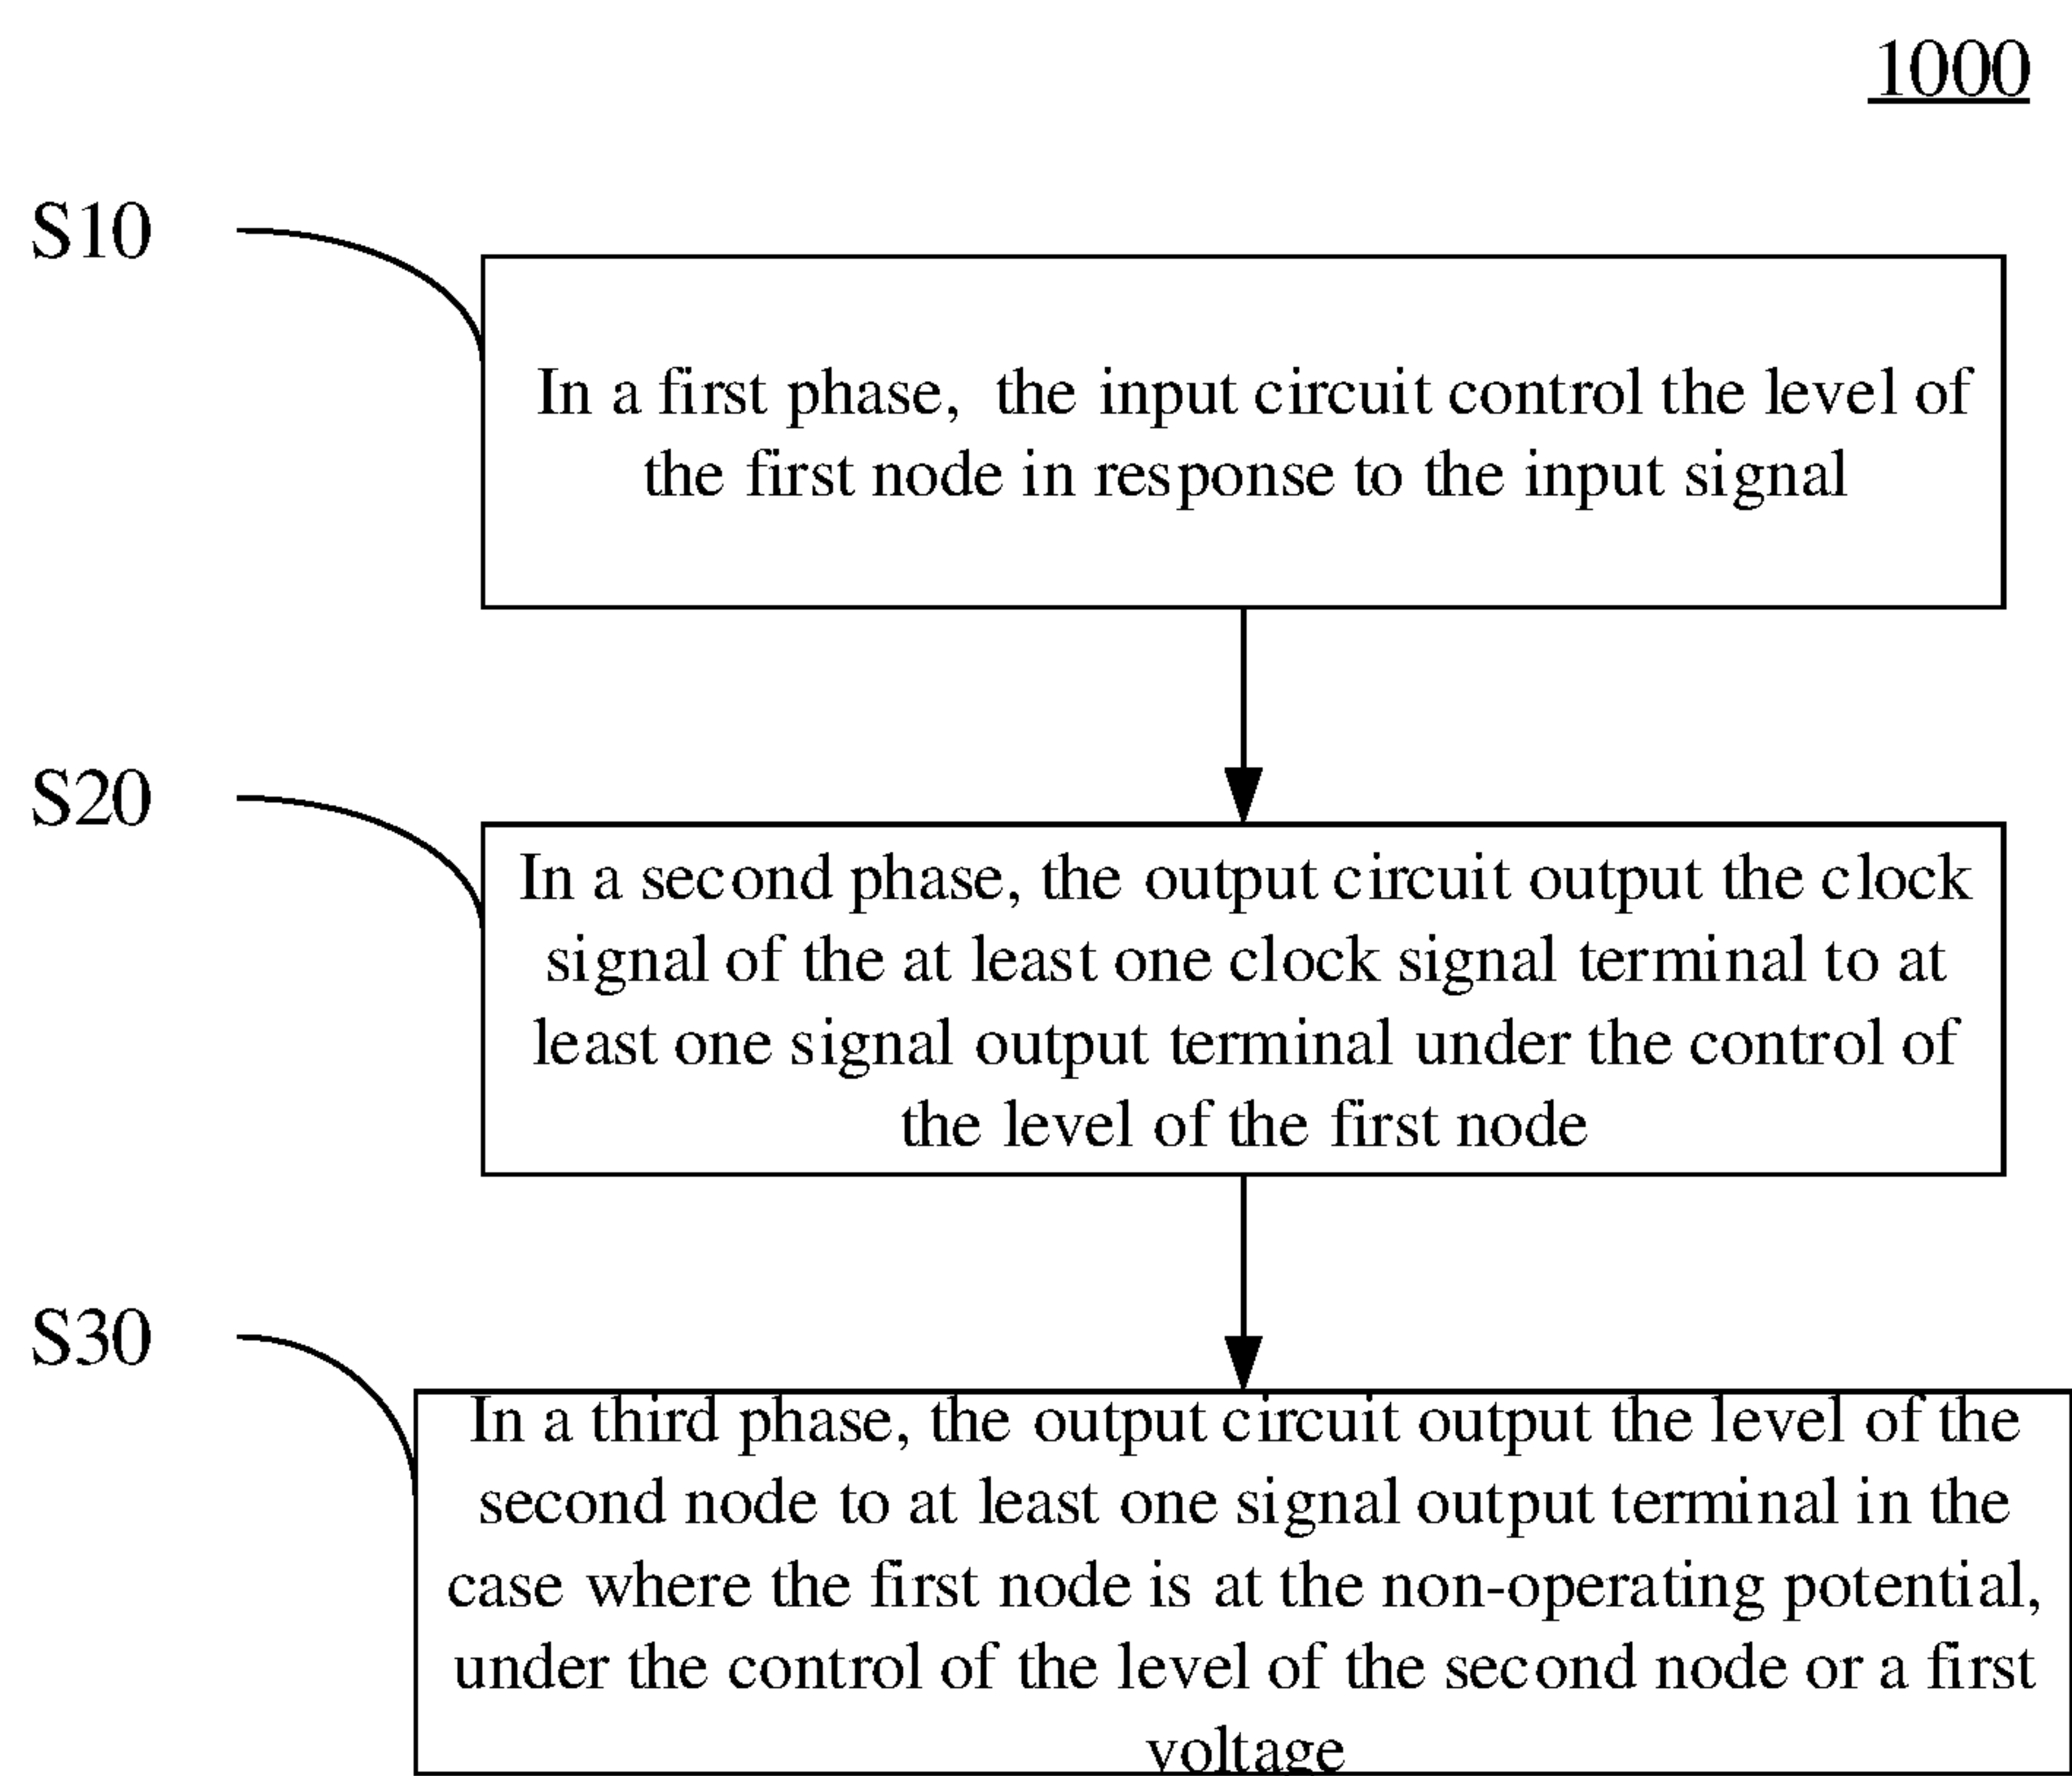 1000
S10
In a first phase, the input circuit control the level of
the first node in response to the input signal
S20
In a second phase, the output circuit output the clock
signal of the at least one clock signal terminal to at
least one signal output terminal under the control of
the level of the first node
S30
In a third phase, the output circuit output the level of the
second node to at least one signal output terminal in the
case where the first node is at the non-operating potential,
under the control of the level of the second node or a first
voltage